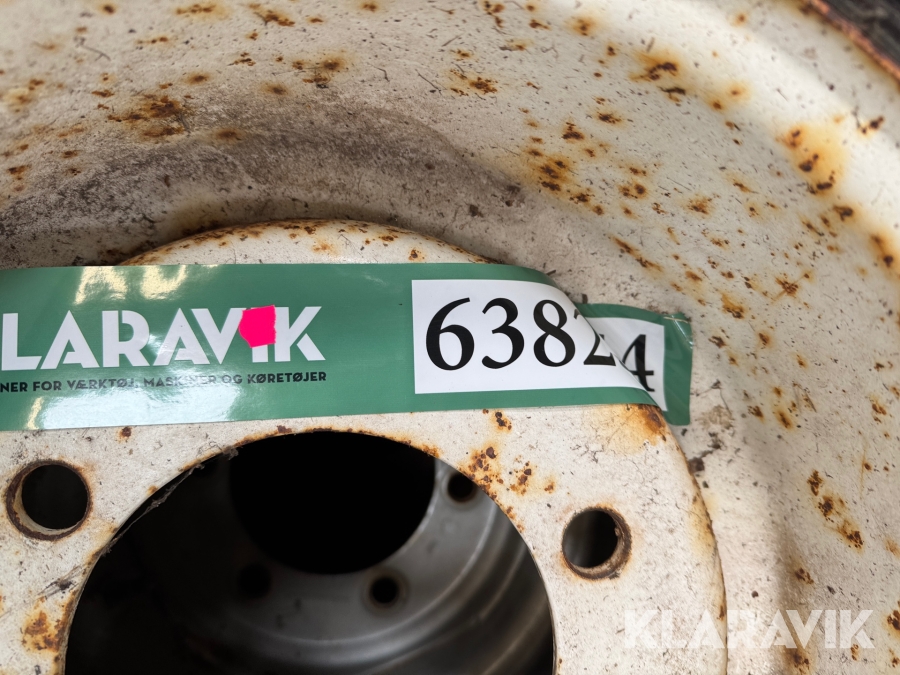 LARAVIK
NER FOR VÆRKTØJ, MASKINER OG KØRETØJER
63824
KLARAVIK